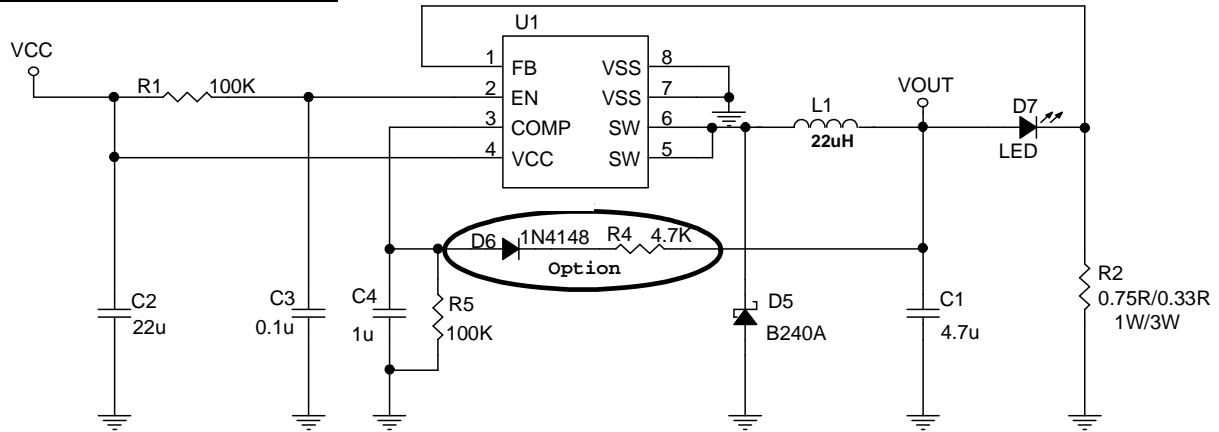 U1
VCC
R1
100K
1
2
3
4
FB
EN
COMP
VCC
VSS
VSS
SW
SW
8
7
6
5
L1
22uH
VOUT
D7
LED
D6
1N4148
R4
4.7K
Option
C2
22u
C3
0.1u
C4
1u
R5
100K
D5
B240A
C1
4.7u
R2
0.75R/0.33R
1W/3W